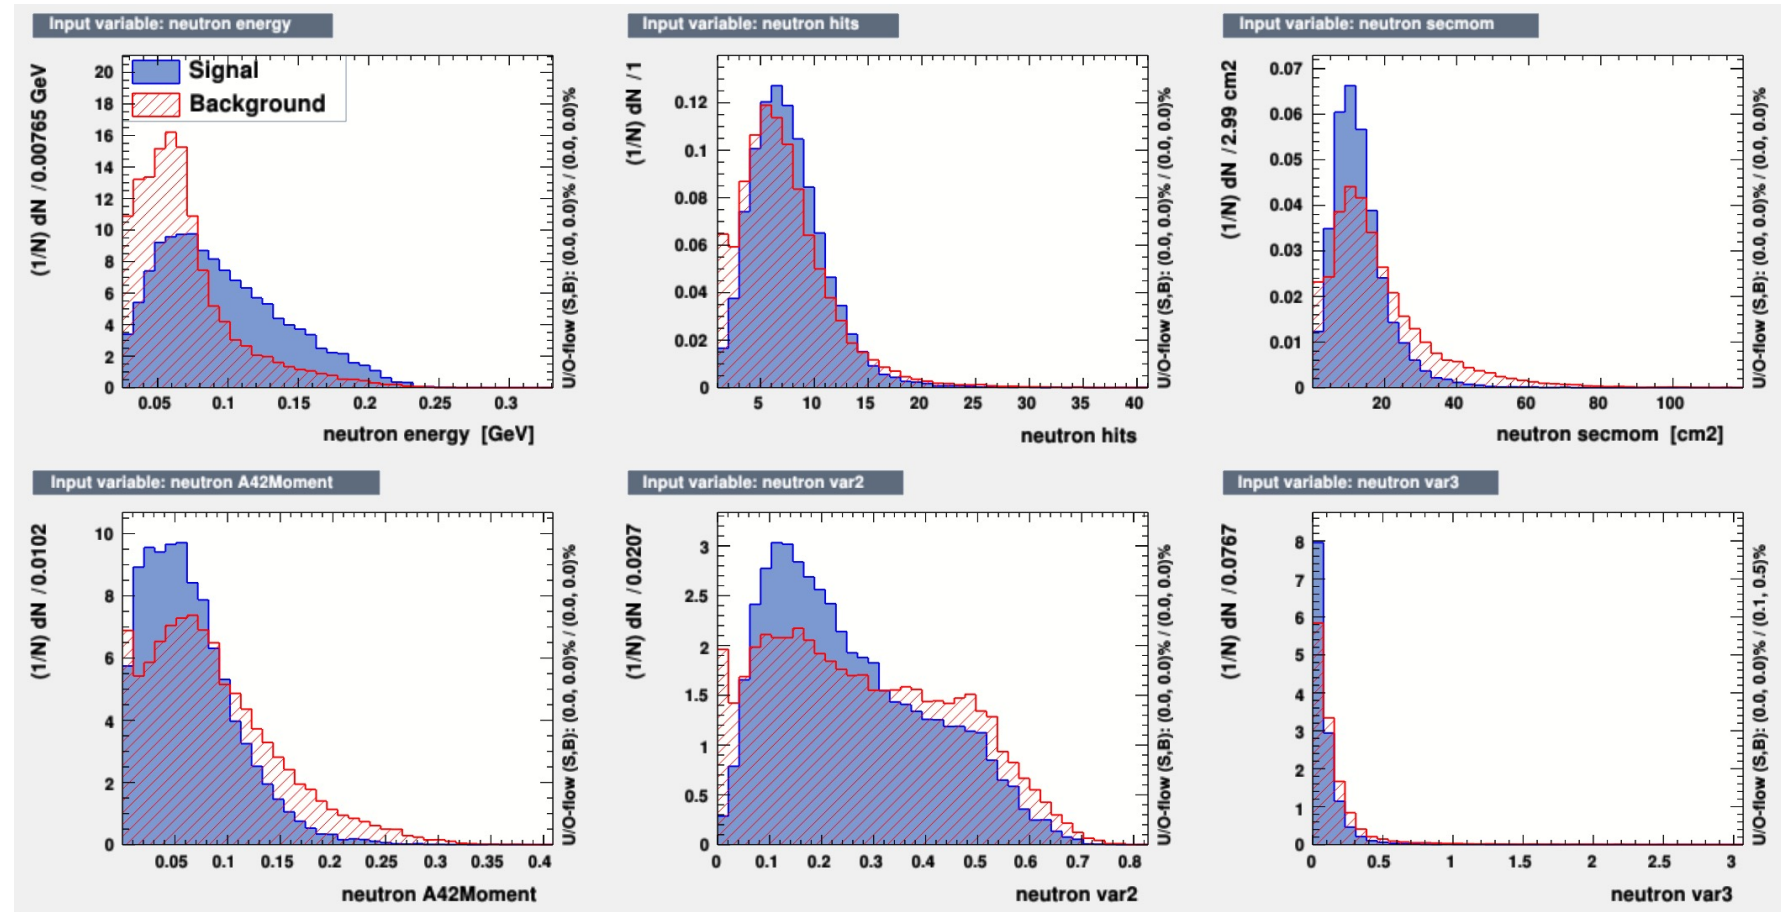 Input variable: neutron energy
(1/N) dN / 0.00765 GeV
20
18
16
14
12
10
8
6
4
2
0
Signal
Background
0.05 0.1 0.15 0.2 0.25 0.3
neutron energy [GeV]
U/O-flow (S,B): (0.0, 0.0)% / (0.0, 0.0)%
Input variable: neutron hits
(1/N) dN / 1
0.12
0.1
0.08
0.06
0.04
0.02
0
5 10 15 20 25 30 35 40
neutron hits
U/O-flow (S,B): (0.0, 0.0)% / (0.0, 0.0)%
Input variable: neutron secmom
(1/N) dN / 2.99 cm2
0.07
0.06
0.05
0.04
0.03
0.02
0.01
0
20 40 60 80 100
neutron secmom [cm2]
U/O-flow (S,B): (0.0, 0.0)% / (0.0, 0.0)%
Input variable: neutron A42Moment
(1/N) dN / 0.0102
10
8
6
4
2
0
0.05 0.1 0.15 0.2 0.25 0.3 0.35 0.4
neutron A42Moment
U/O-flow (S,B): (0.0, 0.0)% / (0.0, 0.0)%
Input variable: neutron var2
(1/N) dN / 0.0207
3
2.5
2
1.5
1
0.5
0
0 0.1 0.2 0.3 0.4 0.5 0.6 0.7 0.8
neutron var2
U/O-flow (S,B): (0.0, 0.0)% / (0.0, 0.0)%
Input variable: neutron var3
(1/N) dN / 0.0767
8
7
6
5
4
3
2
1
0
0 0.5 1 1.5 2 2.5 3
neutron var3
U/O-flow (S,B): (0.0, 0.0)% / (0.1, 0.5)%